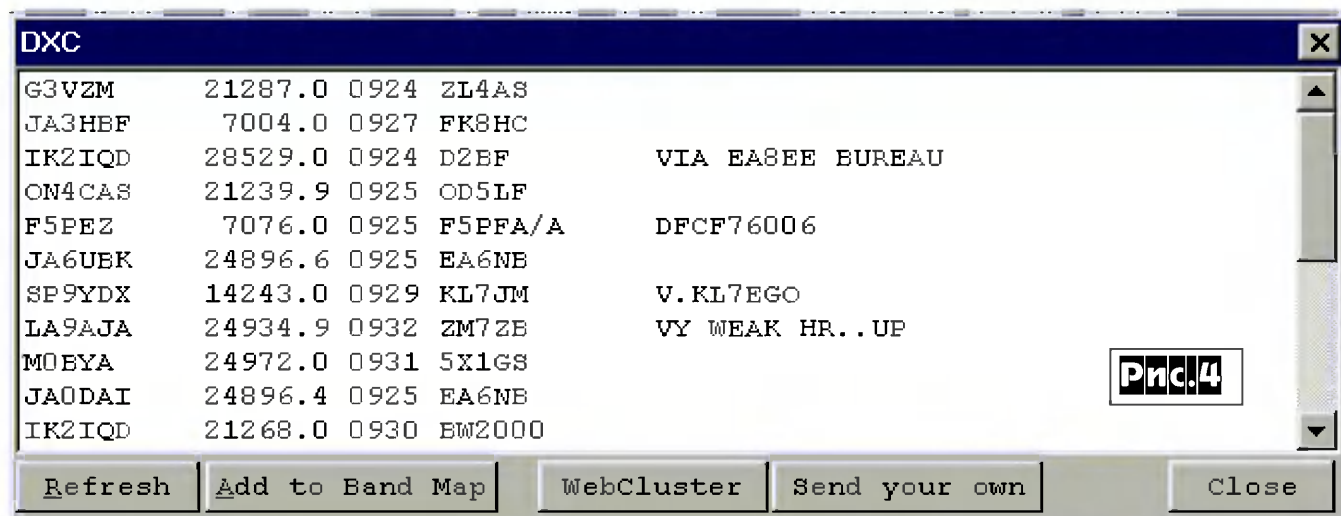 DXC
G3VZM 21287.0 0924 ZL4AS
JA3HBF 7004.0 0927 FK8HC
IK2IQD 28529.0 0924 D2BF VIA EA8EE BUREAU
ON4CAS 21239.9 0925 OD5LF
F5PEZ 7076.0 0925 F5PFA/A DFCF76006
JA6UBK 24896.6 0925 EA6NB
SP9YDX 14243.0 0929 KL7JM V.KL7EGO
LA9AJA 24934.9 0932 ZM7ZB VY WEAK HR..UP
M0BYA 24972.0 0931 5X1GS
JA0DAI 24896.4 0925 EA6NB
IK2IQD 21268.0 0930 BW2000
Рис.4
Refresh Add to Band Map WebCluster Send your own Close